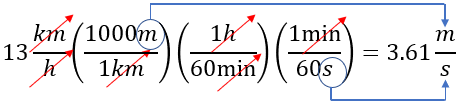 13 km/h (1000m/1km) (1h/60min) (1min/60s) = 3.61 m/s